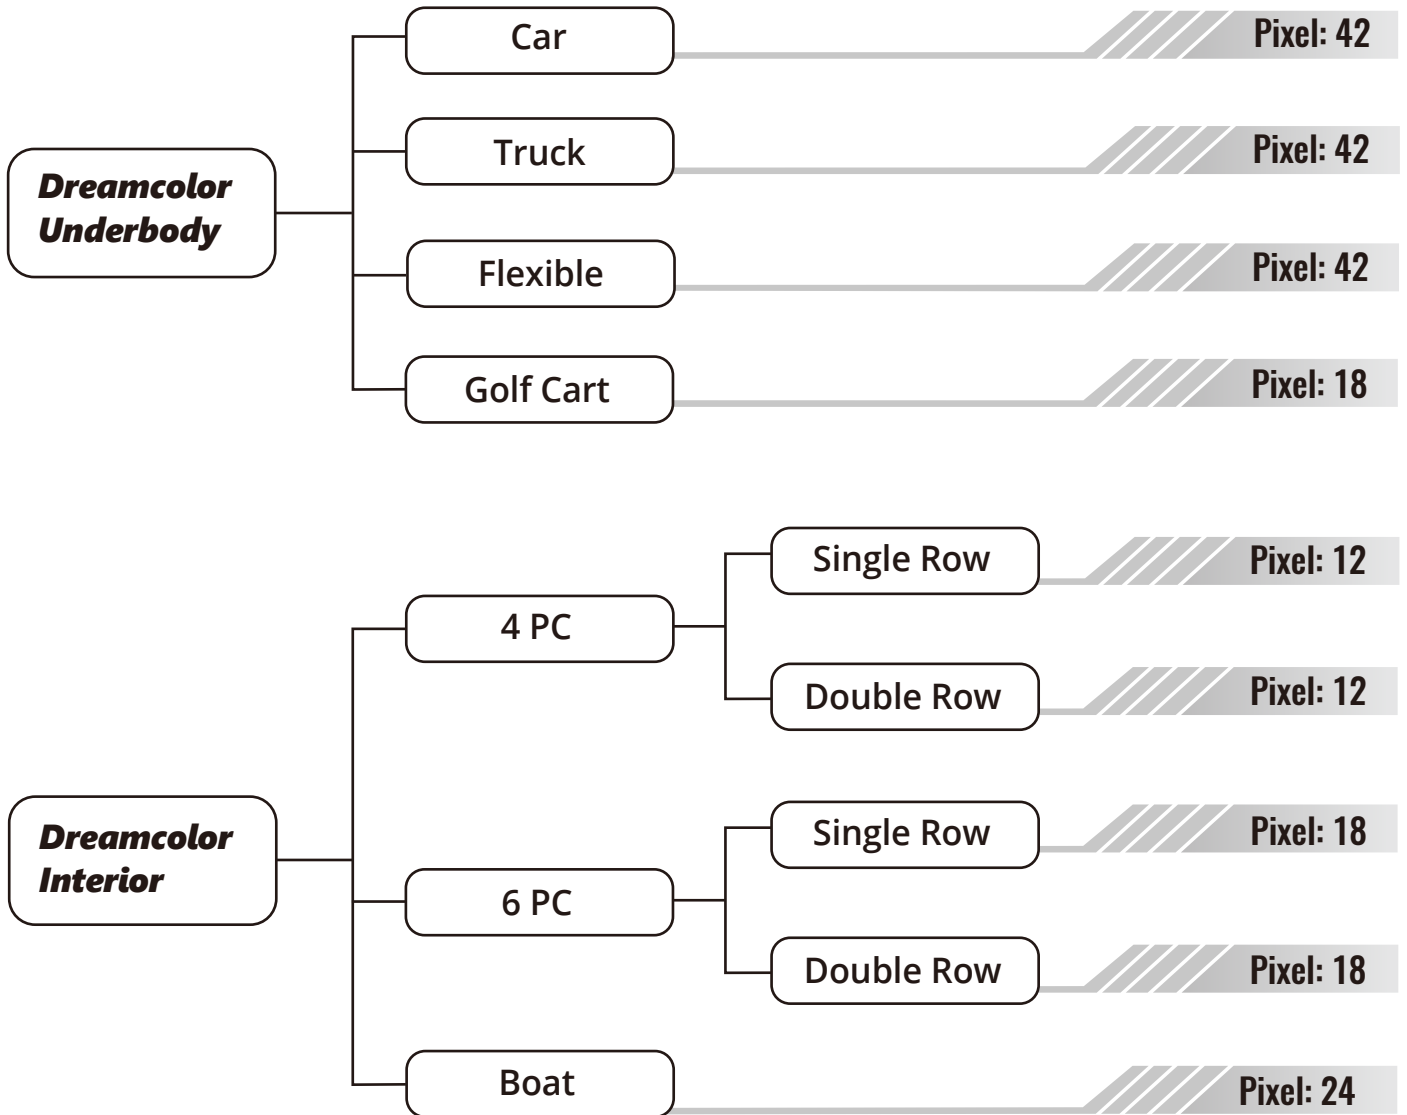 Car
Pixel: 42
Truck
Pixel: 42
Dreamcolor
Underbody
Flexible
Pixel: 42
Golf Cart
Pixel: 18
Single Row
Pixel: 12
4 PC
Double Row
Pixel: 12
Dreamcolor
Interior
Single Row
Pixel: 18
6 PC
Double Row
Pixel: 18
Boat
Pixel: 24